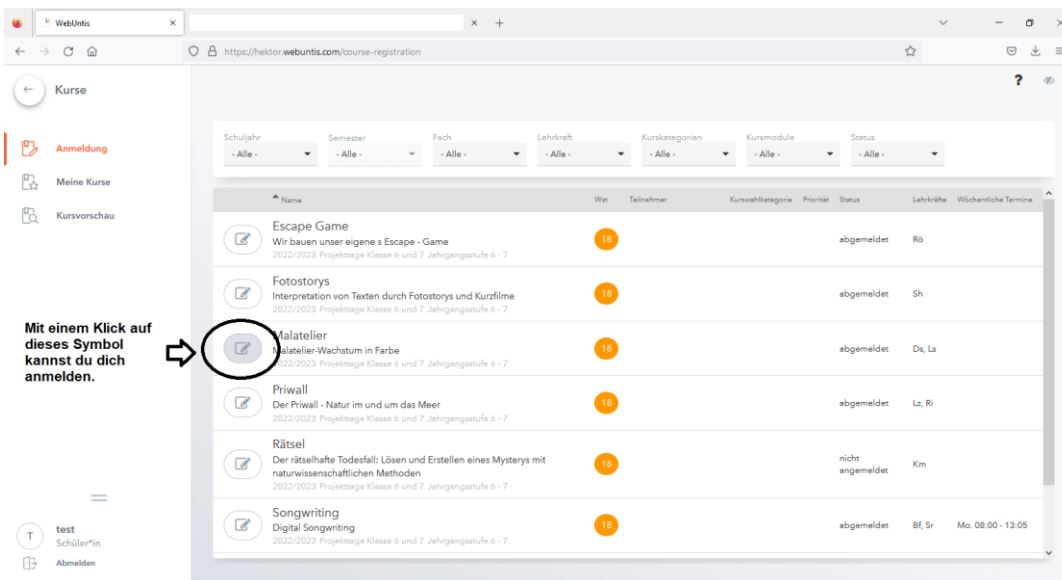 WebUntis
https://hektor.webuntis.com/course-registration
Kurse
?
Anmeldung
Meine Kurse
Kursvorschau
Schuljahr Semester Fach Lehrkraft Kurskategorien Kursmodule Status
- Alle - - Alle - - Alle - - Alle - - Alle - - Alle - - Alle -
Name Wst Teilnehmer Kurswahlkategorie Priorität Status Lehrkräfte Wöchentliche Termine
Escape Game
Wir bauen unser eigene s Escape - Game 18 abgemeldet Rö
2022/2023 Projekttage Klasse 6 und 7 Jahrgangsstufe 6 - 7
Fotostorys
Interpretation von Texten durch Fotostorys und Kurzfilme 18 abgemeldet Sh
2022/2023 Projekttage Klasse 6 und 7 Jahrgangsstufe 6 - 7
Mit einem Klick auf
dieses Symbol
kannst du dich
anmelden.
Malatelier
Malatelier-Wachstum in Farbe 18 abgemeldet Ds, Ls
2022/2023 Projekttage Klasse 6 und 7 Jahrgangsstufe 6 - 7
Priwall
Der Priwall - Natur im und um das Meer 18 abgemeldet Lz, Ri
2022/2023 Projekttage Klasse 6 und 7 Jahrgangsstufe 6 - 7
Rätsel
Der rätselhafte Todesfall: Lösen und Erstellen eines Mysterys mit
naturwissenschaftlichen Methoden
2022/2023 Projekttage Klasse 6 und 7 Jahrgangsstufe 6 - 7
18
nicht
angemeldet
Km
Songwriting
Digital Songwriting 18 abgemeldet Bf, Sr Mo. 08:00 - 13:05
2022/2023 Projekttage Klasse 6 und 7 Jahrgangsstufe 6 - 7
T
test
Schüler*in
Abmelden